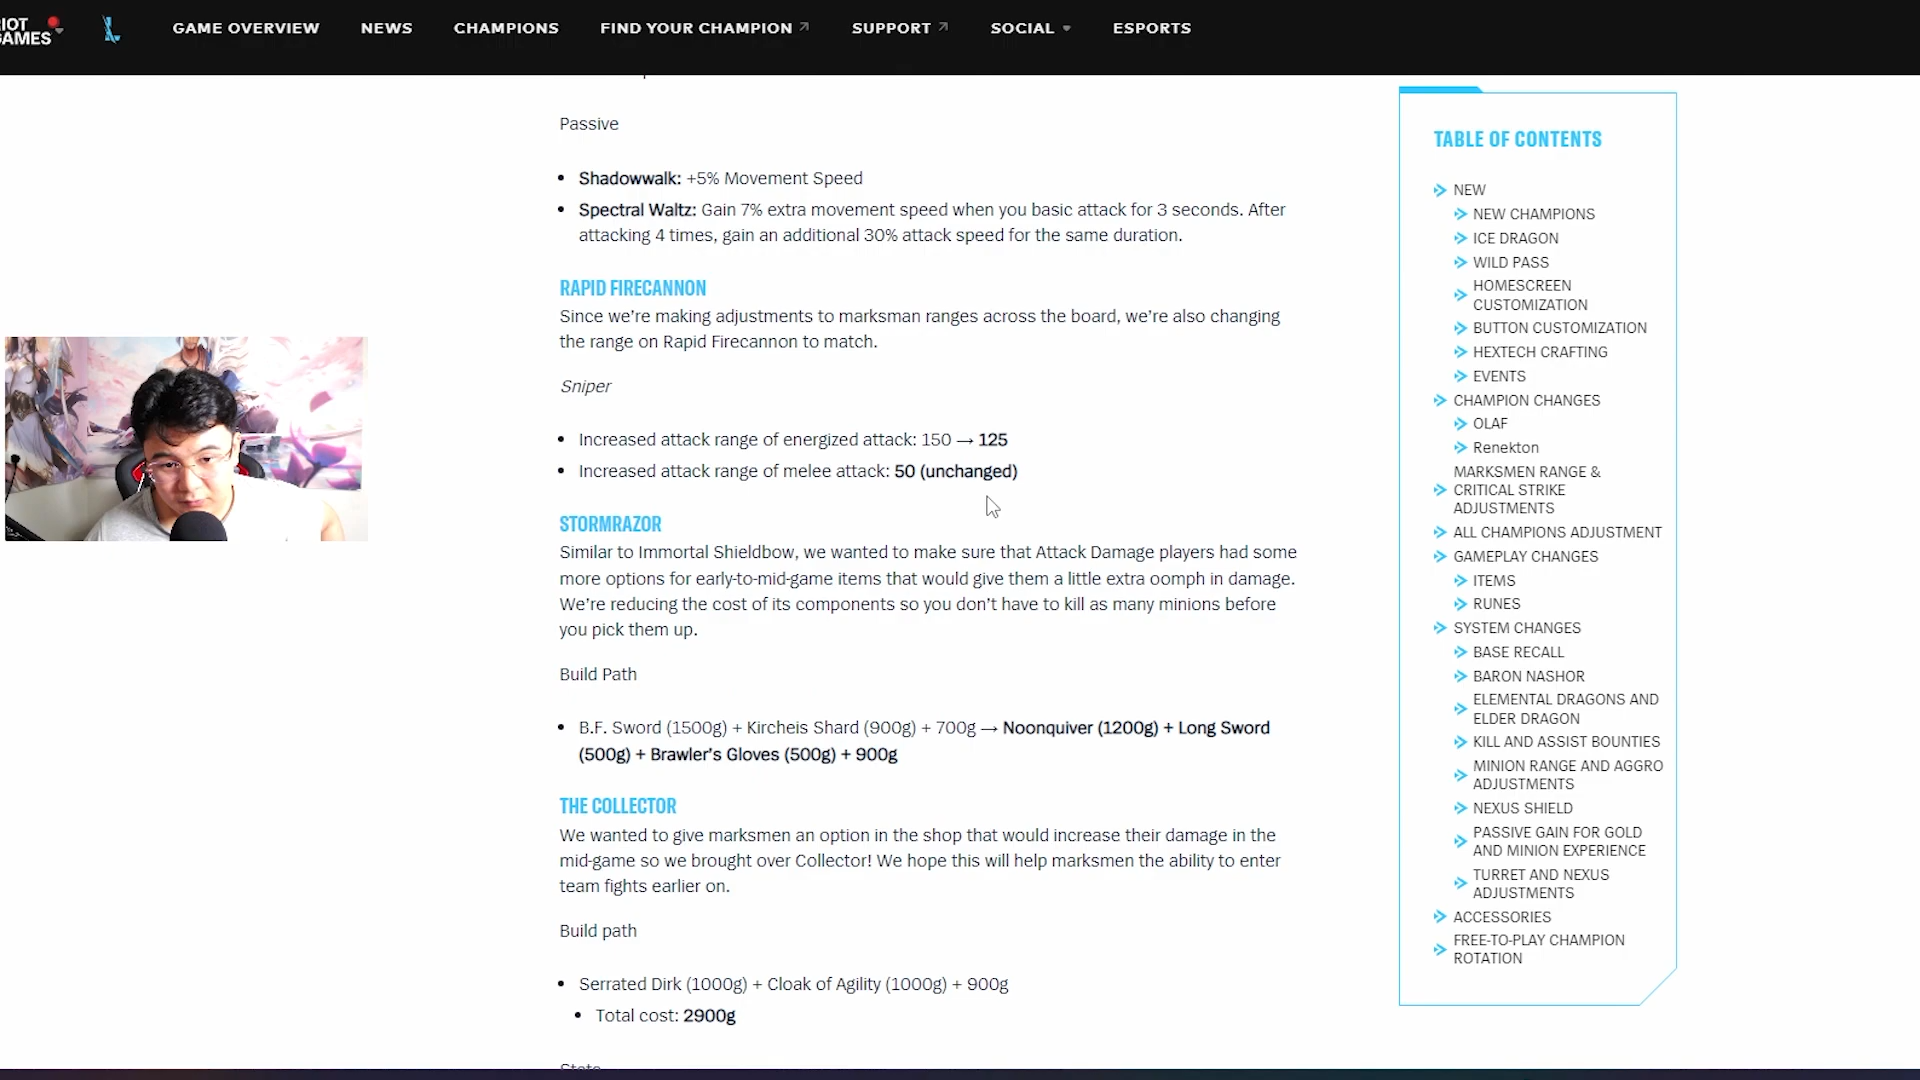 RIOT
GAMES
GAME OVERVIEW
NEWS
CHAMPIONS
FIND YOUR CHAMPION
SUPPORT
SOCIAL
ESPORTS
Passive
Shadowwalk: +5% Movement Speed
Spectral Waltz: Gain 7% extra movement speed when you basic attack for 3 seconds. After
attacking 4 times, gain an additional 30% attack speed for the same duration.
RAPID FIRECANNON
Since we’re making adjustments to marksman ranges across the board, we’re also changing
the range on Rapid Firecannon to match.
Sniper
Increased attack range of energized attack: 150 → 125
Increased attack range of melee attack: 50 (unchanged)
STORMRAZOR
Similar to Immortal Shieldbow, we wanted to make sure that Attack Damage players had some
more options for early-to-mid-game items that would give them a little extra oomph in damage.
We’re reducing the cost of its components so you don’t have to kill as many minions before
you pick them up.
Build Path
B.F. Sword (1500g) + Kircheis Shard (900g) + 700g → Noonquiver (1200g) + Long Sword
(500g) + Brawler’s Gloves (500g) + 900g
THE COLLECTOR
We wanted to give marksmen an option in the shop that would increase their damage in the
mid-game so we brought over Collector! We hope this will help marksmen the ability to enter
team fights earlier on.
Build path
Serrated Dirk (1000g) + Cloak of Agility (1000g) + 900g
Total cost: 2900g
TABLE OF CONTENTS
NEW
NEW CHAMPIONS
ICE DRAGON
WILD PASS
HOMESCREEN
CUSTOMIZATION
BUTTON CUSTOMIZATION
HEXTECH CRAFTING
EVENTS
CHAMPION CHANGES
OLAF
Renekton
MARKSMEN RANGE &
CRITICAL STRIKE
ADJUSTMENTS
ALL CHAMPIONS ADJUSTMENT
GAMEPLAY CHANGES
ITEMS
RUNES
SYSTEM CHANGES
BASE RECALL
BARON NASHOR
ELEMENTAL DRAGONS AND
ELDER DRAGON
KILL AND ASSIST BOUNTIES
MINION RANGE AND AGGRO
ADJUSTMENTS
NEXUS SHIELD
PASSIVE GAIN FOR GOLD
AND MINION EXPERIENCE
TURRET AND NEXUS
ADJUSTMENTS
ACCESSORIES
FREE-TO-PLAY CHAMPION
ROTATION